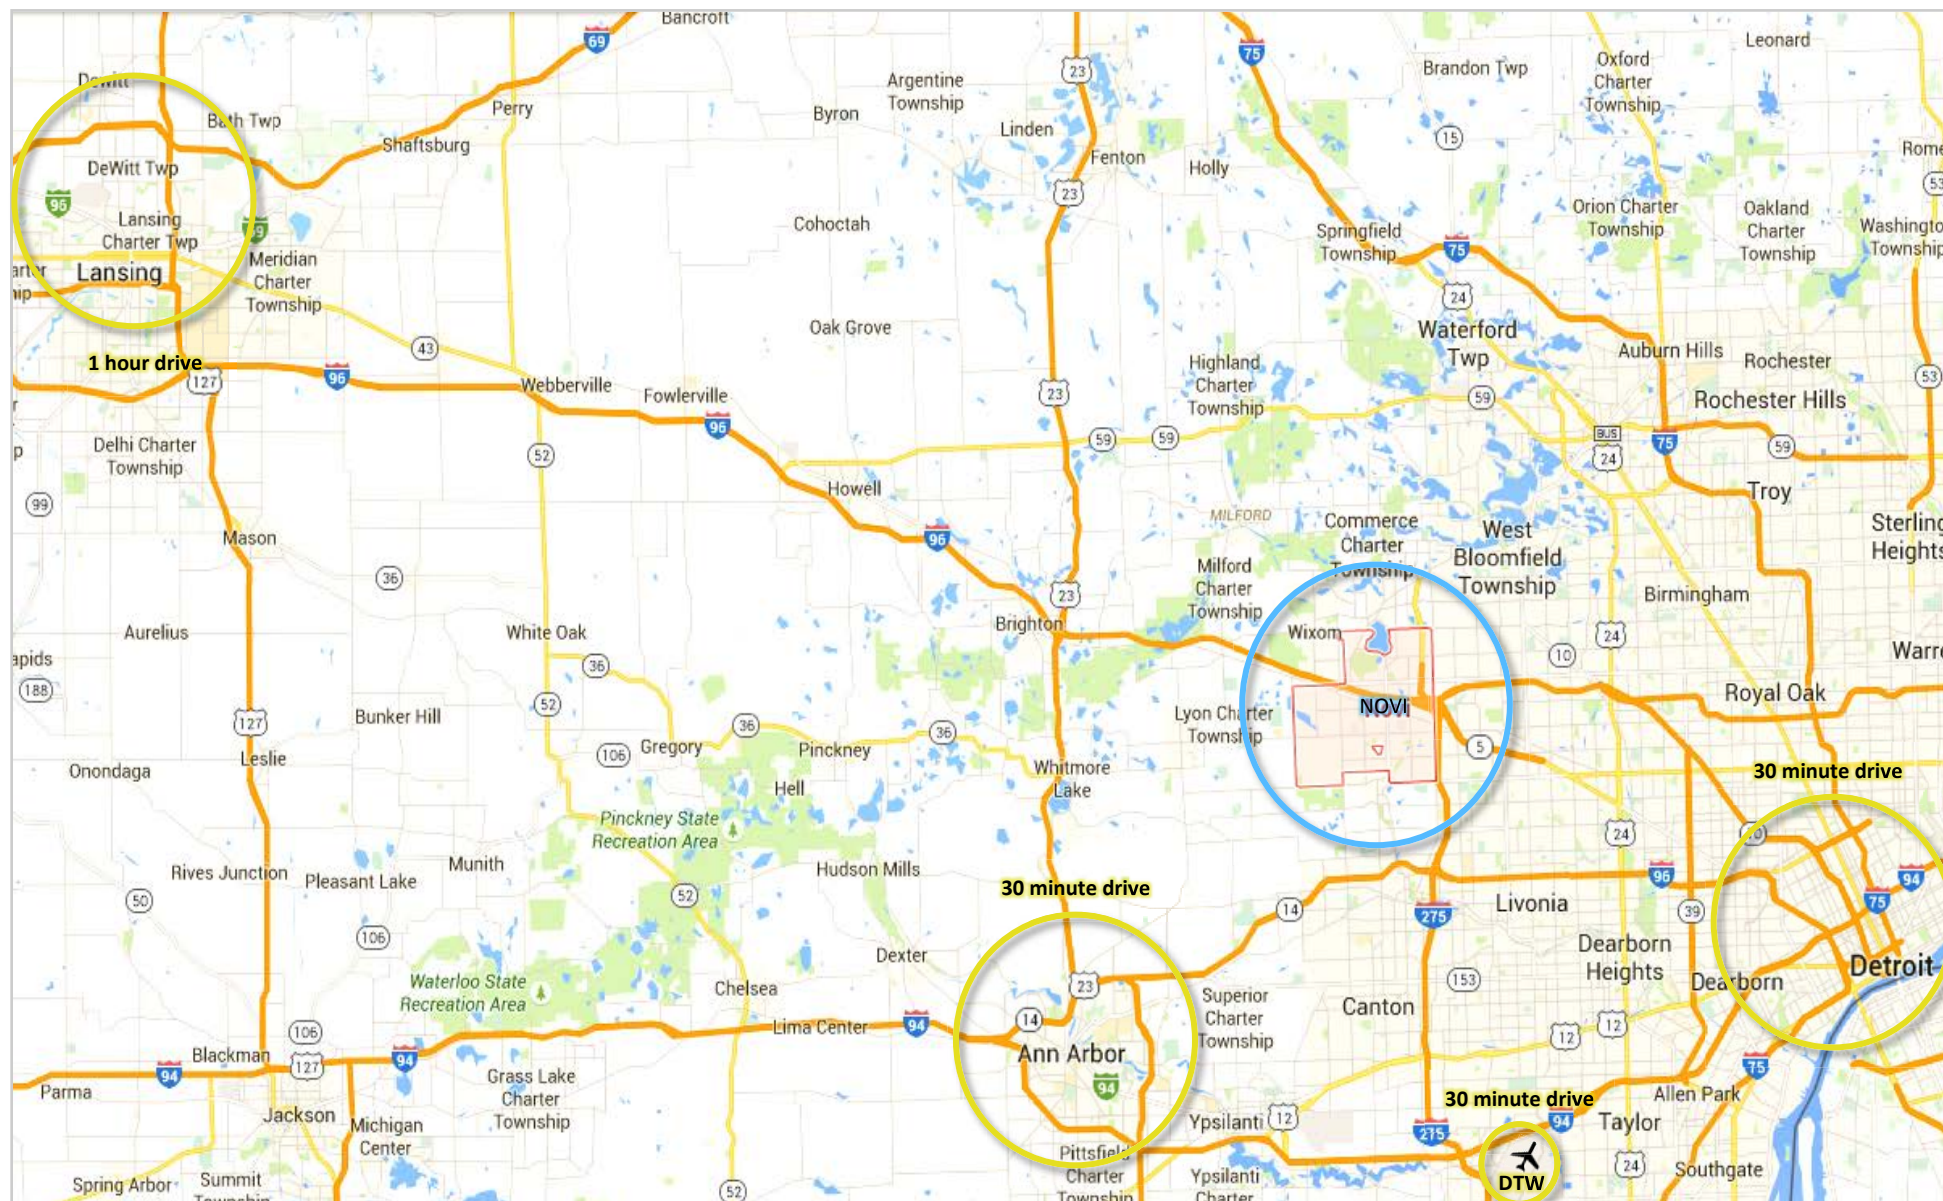 Bancroft
69
75
Leonard
Dewitt
23
Argentine
Township
Brandon Twp
Oxford
Charter
Township
Perry
Byron
Bath Twp
Linden
15
Shaftsburg
Fenton
Holly
DeWitt Twp
23
53
96
Lansing
Charter Twp
69
Cohoctah
Springfield
Township
75
Orion Charter
Township
Oakland
Charter
Township
Township
Lansing
Meridian
Charter
Township
24
Oak Grove
Waterford
Twp
43
Auburn Hills
Rochester
1 hour drive
127
96
Webberville
Fowlerville
23
Highland
Charter
Township
59
53
Rochester Hills
96
59
59
BUS
24
75
59
Delhi Charter
Township
52
Howell
Troy
99
MILFORD
Commerce
Charter
Township
West
Bloomfield
Township
Sterling
Heights
Mason
96
36
Milford
Charter
Township
23
Birmingham
Aurelius
White Oak
Brighton
Wixom
24
36
10
188
52
Royal Oak
NOVI
127
Bunker Hill
36
36
Lyon Charter
Township
5
Gregory
106
Pinckney
Leslie
Onondaga
Hell
Whitmore
Lake
30 minute drive
Pinckney State
Recreation Area
24
10
Rives Junction
Munith
Pleasant Lake
Hudson Mills
30 minute drive
96
94
50
52
14
275
Livonia
39
75
106
Dexter
Dearborn
Heights
Detroit
Waterloo State
Recreation Area
Chelsea
23
153
Dearborn
Superior
Charter
Township
Canton
106
Lima Center
94
14
12
12
Blackman
127
94
Ann Arbor
94
75
Parma
94
Grass Lake
Charter
Township
Allen Park
30 minute drive
Jackson
Michigan
Center
Ypsilanti
12
275
94
Taylor
Pittsfield
Charter
Township
DTW
24
Southgate
Spring Arbor
Summit
Township
52
Ypsilanti
Charter